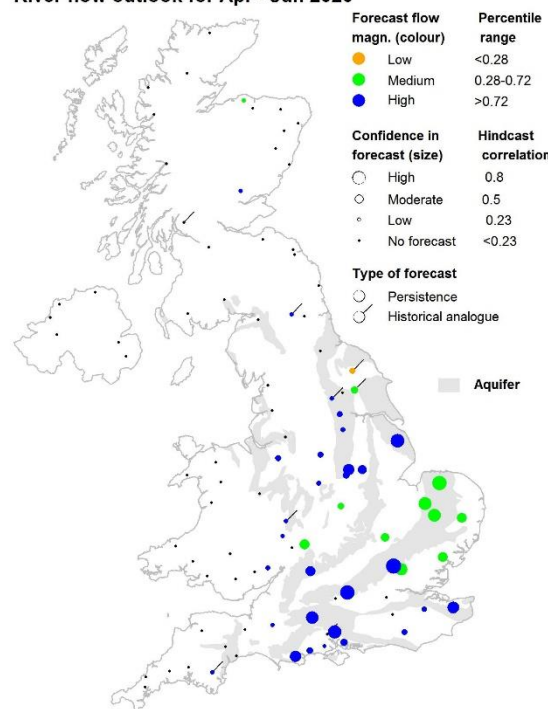 River flow outlook for Apr - Jun 2020
Forecast flow Percentile
magn. (colour) range
Low <0.28
Medium 0.28-0.72
High >0.72
Confidence in Hindcast
forecast (size) correlation
High 0.8
Moderate 0.5
Low 0.23
No forecast <0.23
Type of forecast
Persistence
Historical analogue
Aquifer